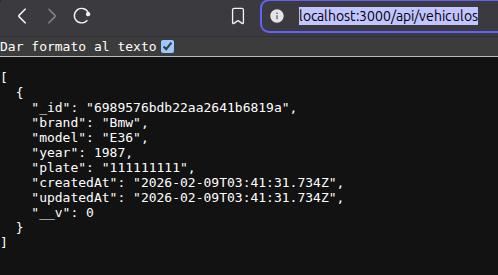 localhost:3000/api/vehiculos
Dar formato al texto
[
  {
    "_id": "6989576bdb22aa2641b6819a",
    "brand": "Bmw",
    "model": "E36",
    "year": 1987,
    "plate": "111111111",
    "createdAt": "2026-02-09T03:41:31.734Z",
    "updatedAt": "2026-02-09T03:41:31.734Z",
    "__v": 0
  }
]